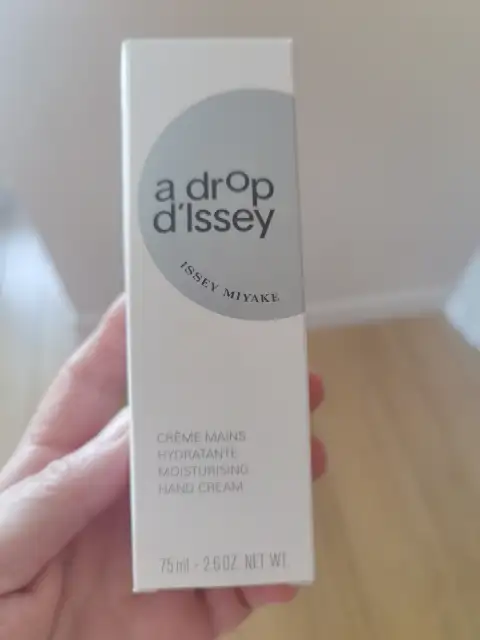 a drop
d'Issey
ISSEY MIYAKE
CRÈME MAINS
HYDRATANTE
MOISTURISING
HAND CREAM
75 ml - 2.6 OZ. NET WT.